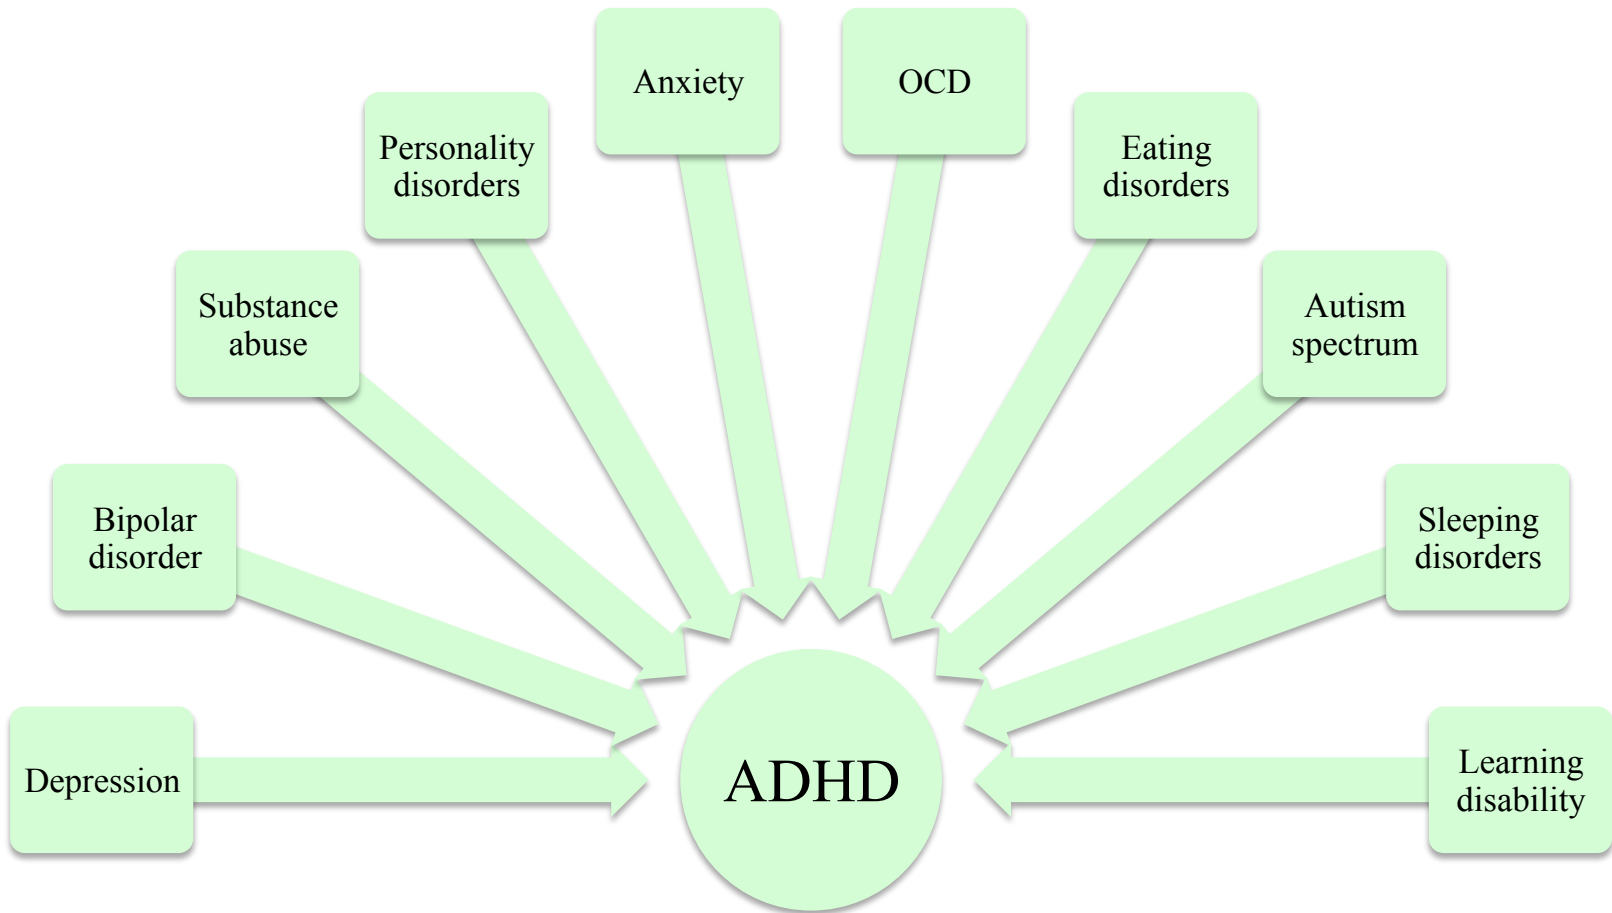 Anxiety
OCD
Personality
disorders
Eating
disorders
Substance
abuse
Autism
spectrum
Bipolar
disorder
Sleeping
disorders
Depression
ADHD
Learning
disability